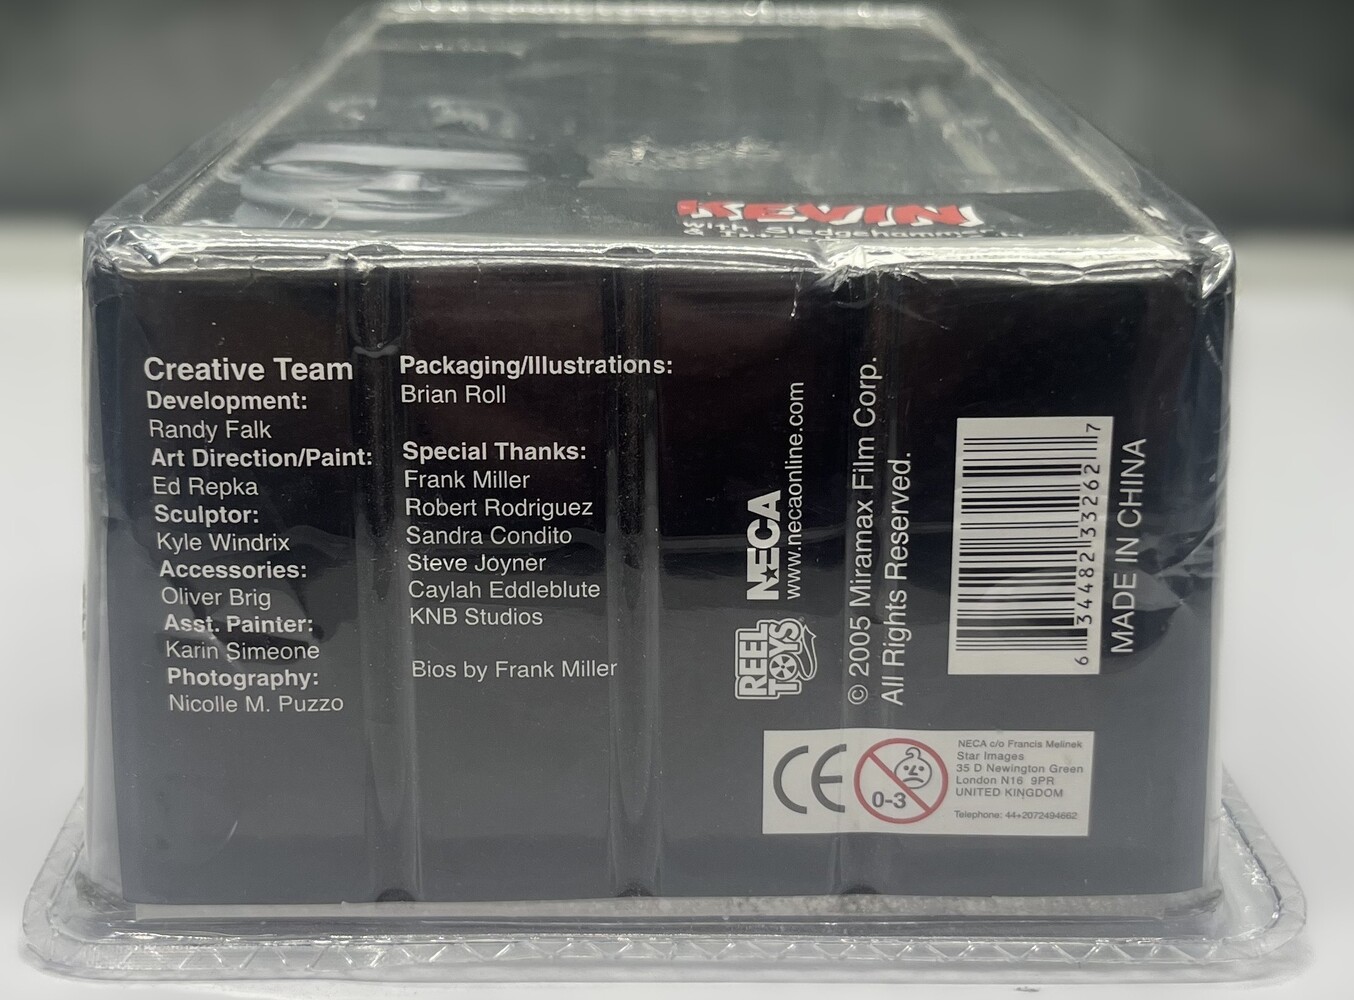 KEVIN
with Sledgehammer
Creative Team
Development:
Randy Falk
Art Direction/Paint:
Ed Repka
Sculptor:
Kyle Windrix
Accessories:
Oliver Brig
Asst. Painter:
Karin Simeone
Photography:
Nicolle M. Puzzo
Packaging/Illustrations:
Brian Roll
Special Thanks:
Frank Miller
Robert Rodriguez
Sandra Condito
Steve Joyner
Caylah Eddleblute
KNB Studios
Bios by Frank Miller
REEL
TOYS
NECA
www.necaonline.com
© 2005 Miramax Film Corp.
All Rights Reserved.
6 34482 33262 7
MADE IN CHINA
CE
0-3
NECA c/o Francis Melinek
Star Images
35 D Newington Green
London N16 9PR
UNITED KINGDOM
Telephone: 44+2072494662